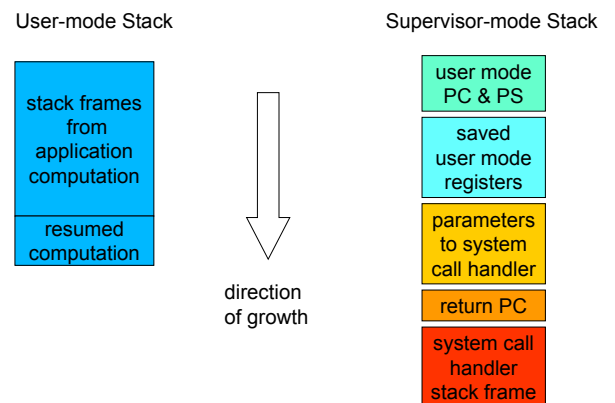 User-mode Stack
Supervisor-mode Stack
stack frames
from
application
computation
resumed
computation
direction
of growth
user mode
PC & PS
saved
user mode
registers
parameters
to system
call handler
return PC
system call
handler
stack frame